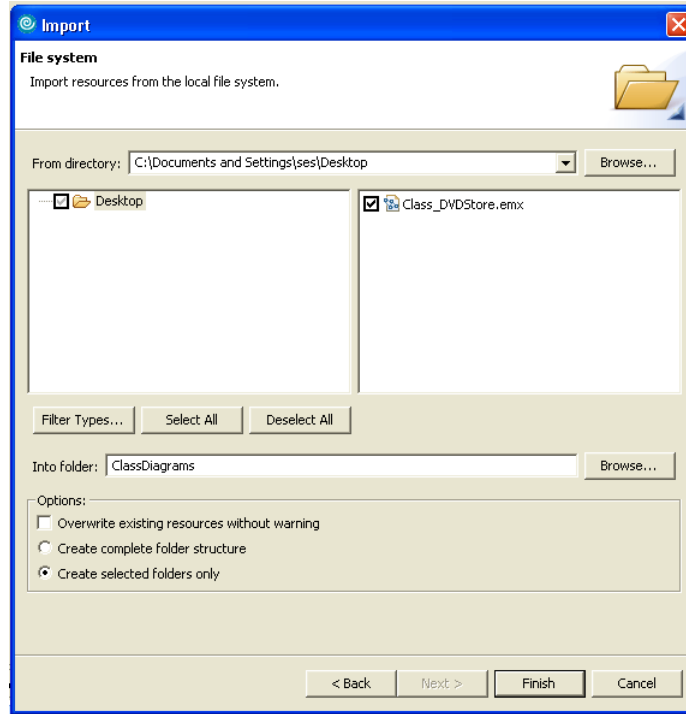 Import
File system
Import resources from the local file system.
From directory: C:\Documents and Settings\ses\Desktop Browse...
Desktop
Class_DVDStore.emx
Filter Types... Select All Deselect All
Into folder: ClassDiagrams Browse...
Options:
Overwrite existing resources without warning
Create complete folder structure
Create selected folders only
< Back Next > Finish Cancel